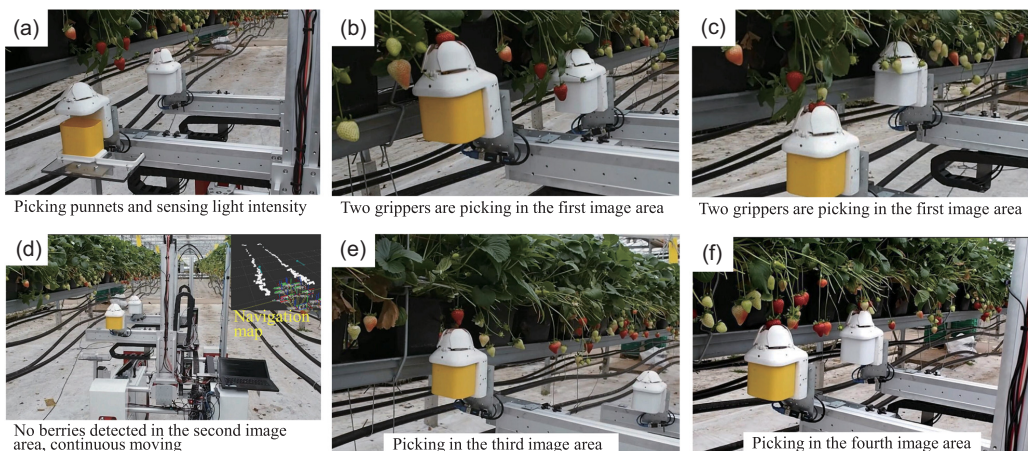 (a)
Picking punnets and sensing light intensity
(b)
Two grippers are picking in the first image area
(c)
Two grippers are picking in the first image area
(d)
Navigation
map
No berries detected in the second image
area, continuous moving
(e)
Picking in the third image area
(f)
Picking in the fourth image area